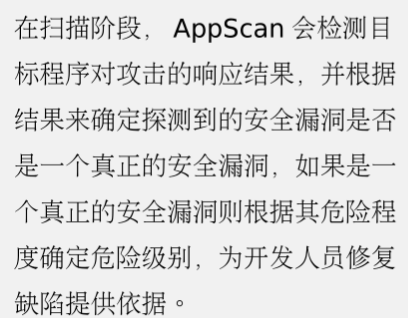 在扫描阶段， AppScan 会检测目
标程序对攻击的响应结果，并根据
结果来确定探测到的安全漏洞是否
是一个真正的安全漏洞，如果是一
个真正的安全漏洞则根据其危险程
度确定危险级别，为开发人员修复
缺陷提供依据。